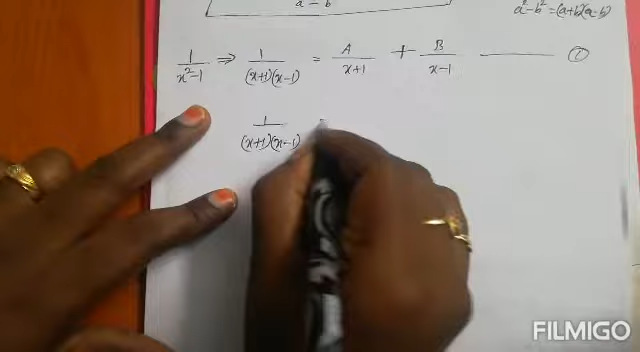 a - b
a²-b² = (a+b)(a-b)
1/(x²-1) ⇒ 1/((x+1)(x-1)) = A/(x+1) + B/(x-1) ——— ①
1/((x+1)(x-1))
FILMIGO